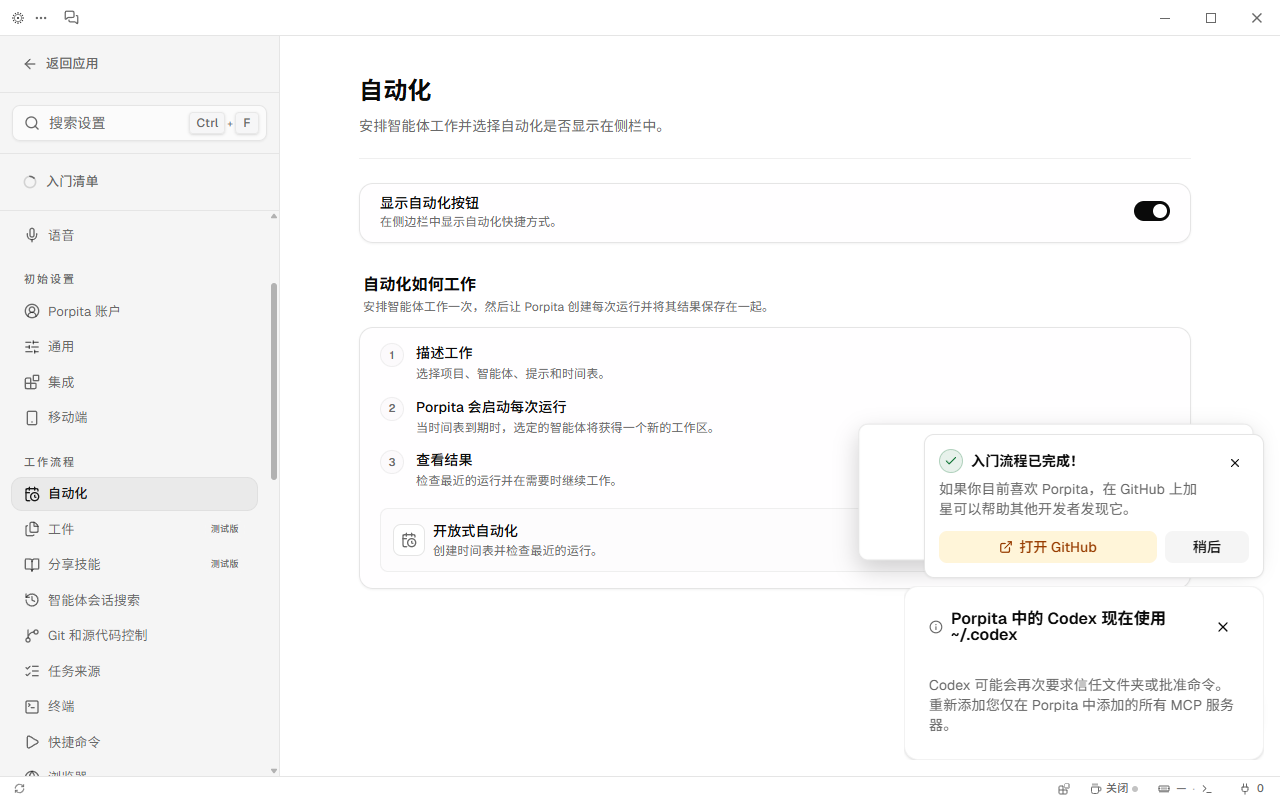 返回应用
搜索设置 Ctrl + F
入门清单
语音
初始设置
Porpita 账户
通用
集成
移动端
工作流程
自动化
工件 测试版
分享技能 测试版
智能体会话搜索
Git 和源代码控制
任务来源
终端
快捷命令
浏览器
自动化
安排智能体工作并选择自动化是否显示在侧栏中。
显示自动化按钮
在侧边栏中显示自动化快捷方式。
自动化如何工作
安排智能体工作一次，然后让 Porpita 创建每次运行并将其结果保存在一起。
1 描述工作
选择项目、智能体、提示和时间表。
2 Porpita 会启动每次运行
当时间表到期时，选定的智能体将获得一个新的工作区。
3 查看结果
检查最近的运行并在需要时继续工作。
开放式自动化
创建时间表并检查最近的运行。
入门流程已完成！
如果你目前喜欢 Porpita，在 GitHub 上加
星可以帮助其他开发者发现它。
打开 GitHub 稍后
Porpita 中的 Codex 现在使用
~/.codex
Codex 可能会再次要求信任文件夹或批准命令。
重新添加您仅在 Porpita 中添加的所有 MCP 服务
器。
关闭 — · 0